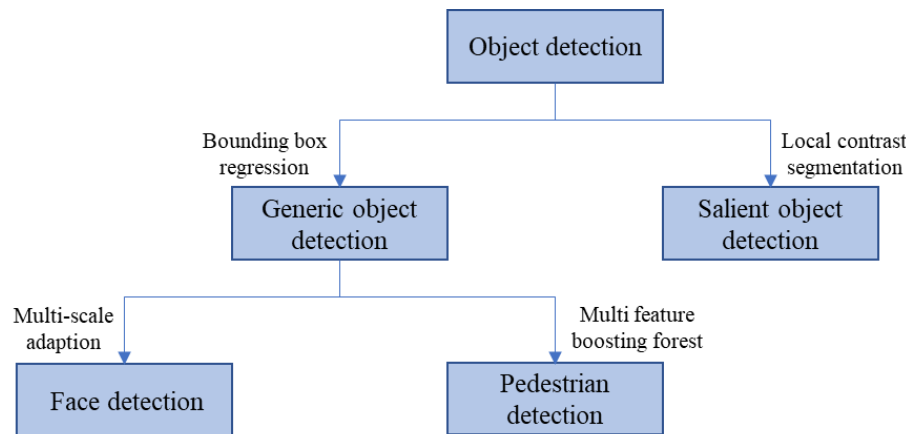 Object detection
Bounding box
regression
Local contrast
segmentation
Generic object
detection
Salient object
detection
Multi-scale
adaption
Multi feature
boosting forest
Face detection
Pedestrian
detection